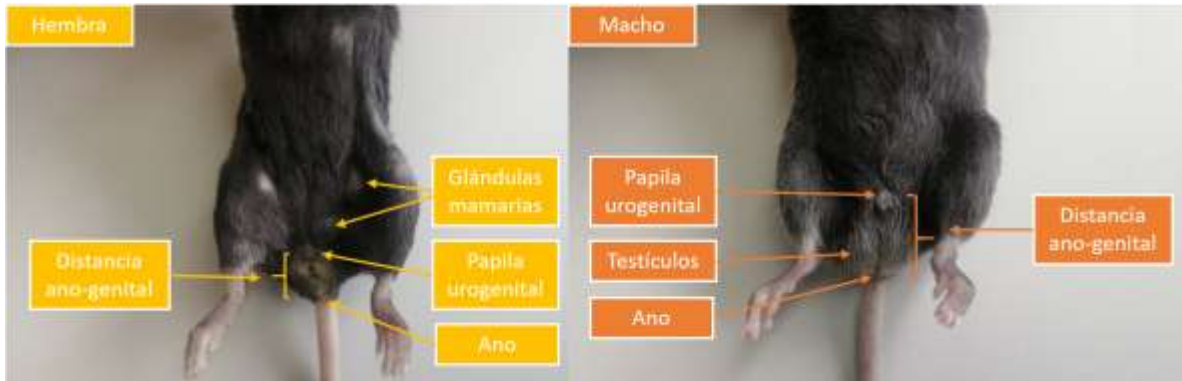 Hembra
Glándulas
mamarias
Distancia
ano-genital
Papila
urogenital
Ano
Macho
Papila
urogenital
Distancia
ano-genital
Testículos
Ano